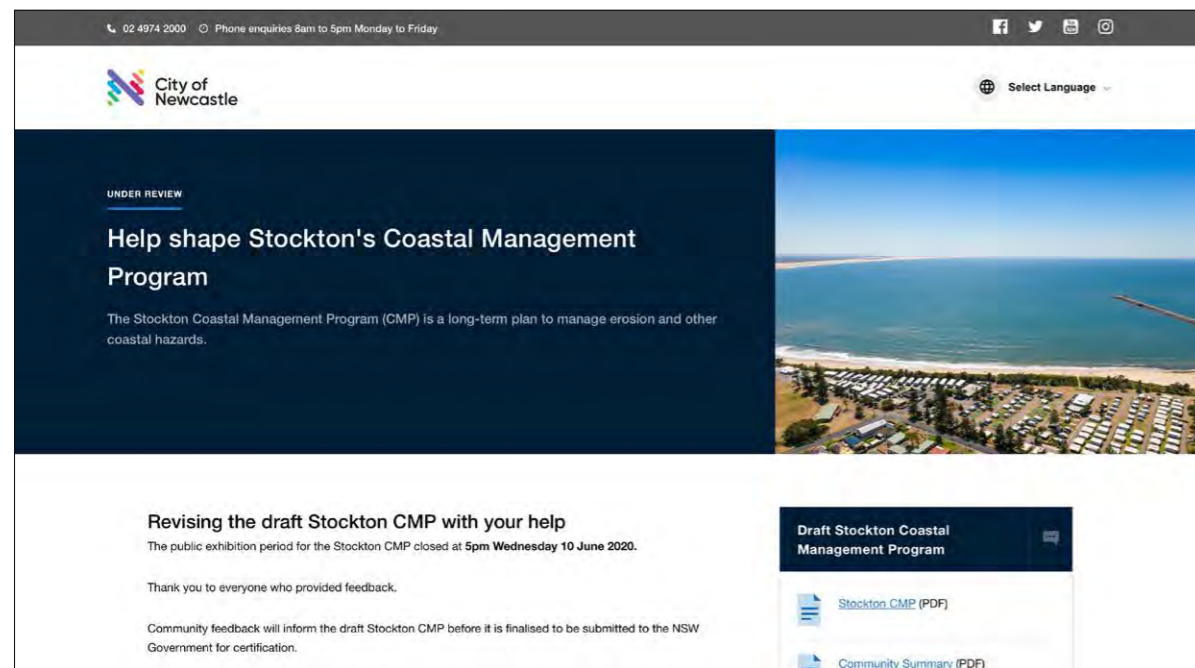 02 4974 2000 Phone enquiries 8am to 5pm Monday to Friday
City of
Newcastle
Select Language
UNDER REVIEW
Help shape Stockton's Coastal Management
Program
The Stockton Coastal Management Program (CMP) is a long-term plan to manage erosion and other
coastal hazards.
Revising the draft Stockton CMP with your help
The public exhibition period for the Stockton CMP closed at 5pm Wednesday 10 June 2020.
Thank you to everyone who provided feedback.
Community feedback will inform the draft Stockton CMP before it is finalised to be submitted to the NSW
Government for certification.
Draft Stockton Coastal
Management Program
Stockton CMP (PDF)
Community Summary (PDF)